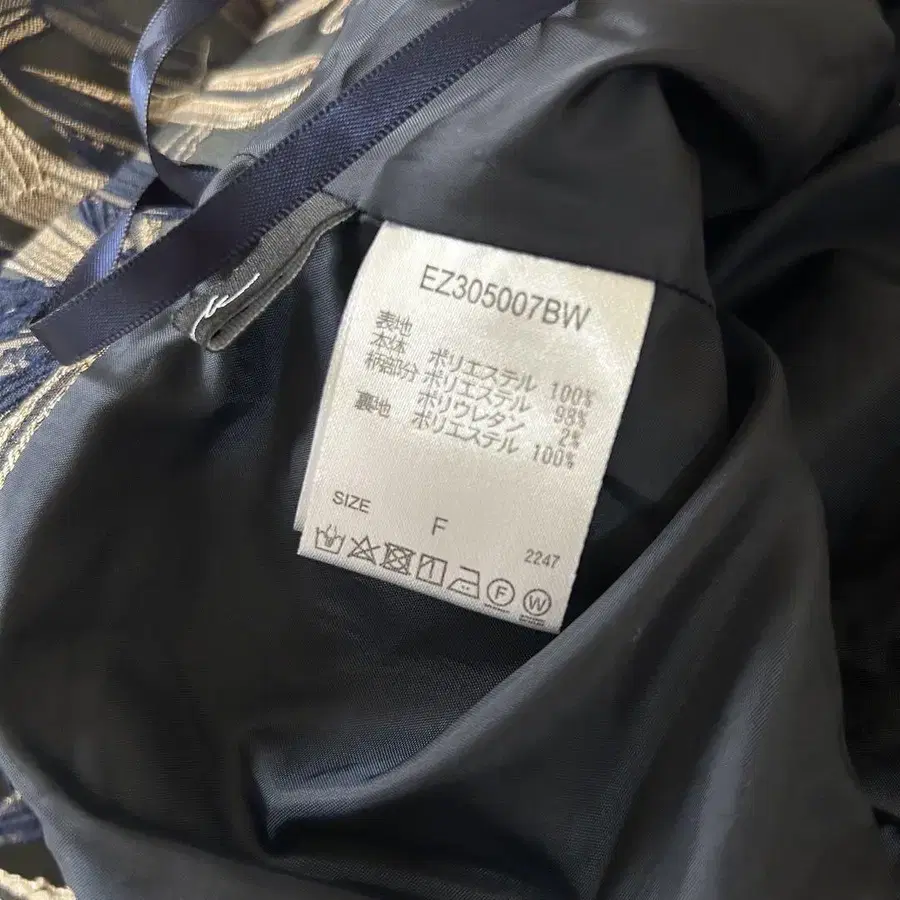 EZ305007BW
表地
本体 ポリエステル 100%
柄部分 ポリエステル 98%
ポリウレタン 2%
裏地 ポリエステル 100%
SIZE
F
2247
F
W